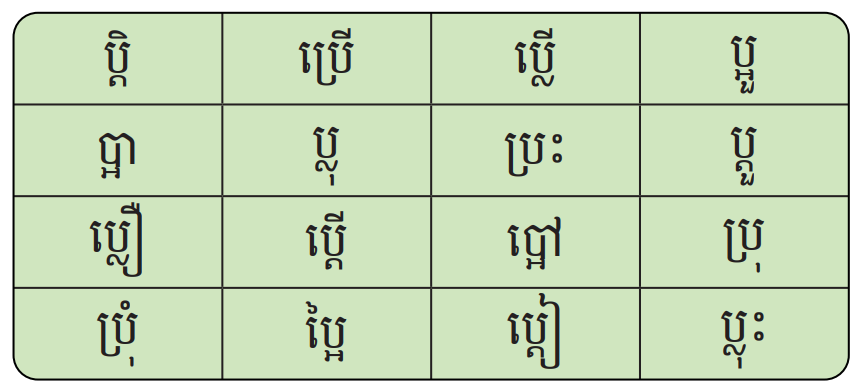 ប្តិ ប្រើ ប្លើ ប្អួ
ប្អា ប្លុ ប្រះ ប្តួ
ប្លឿ ប្តើ ប្អៅ ប្រុ
ប្រុំ ប្អៃ ប្តៀ ប្លុះ